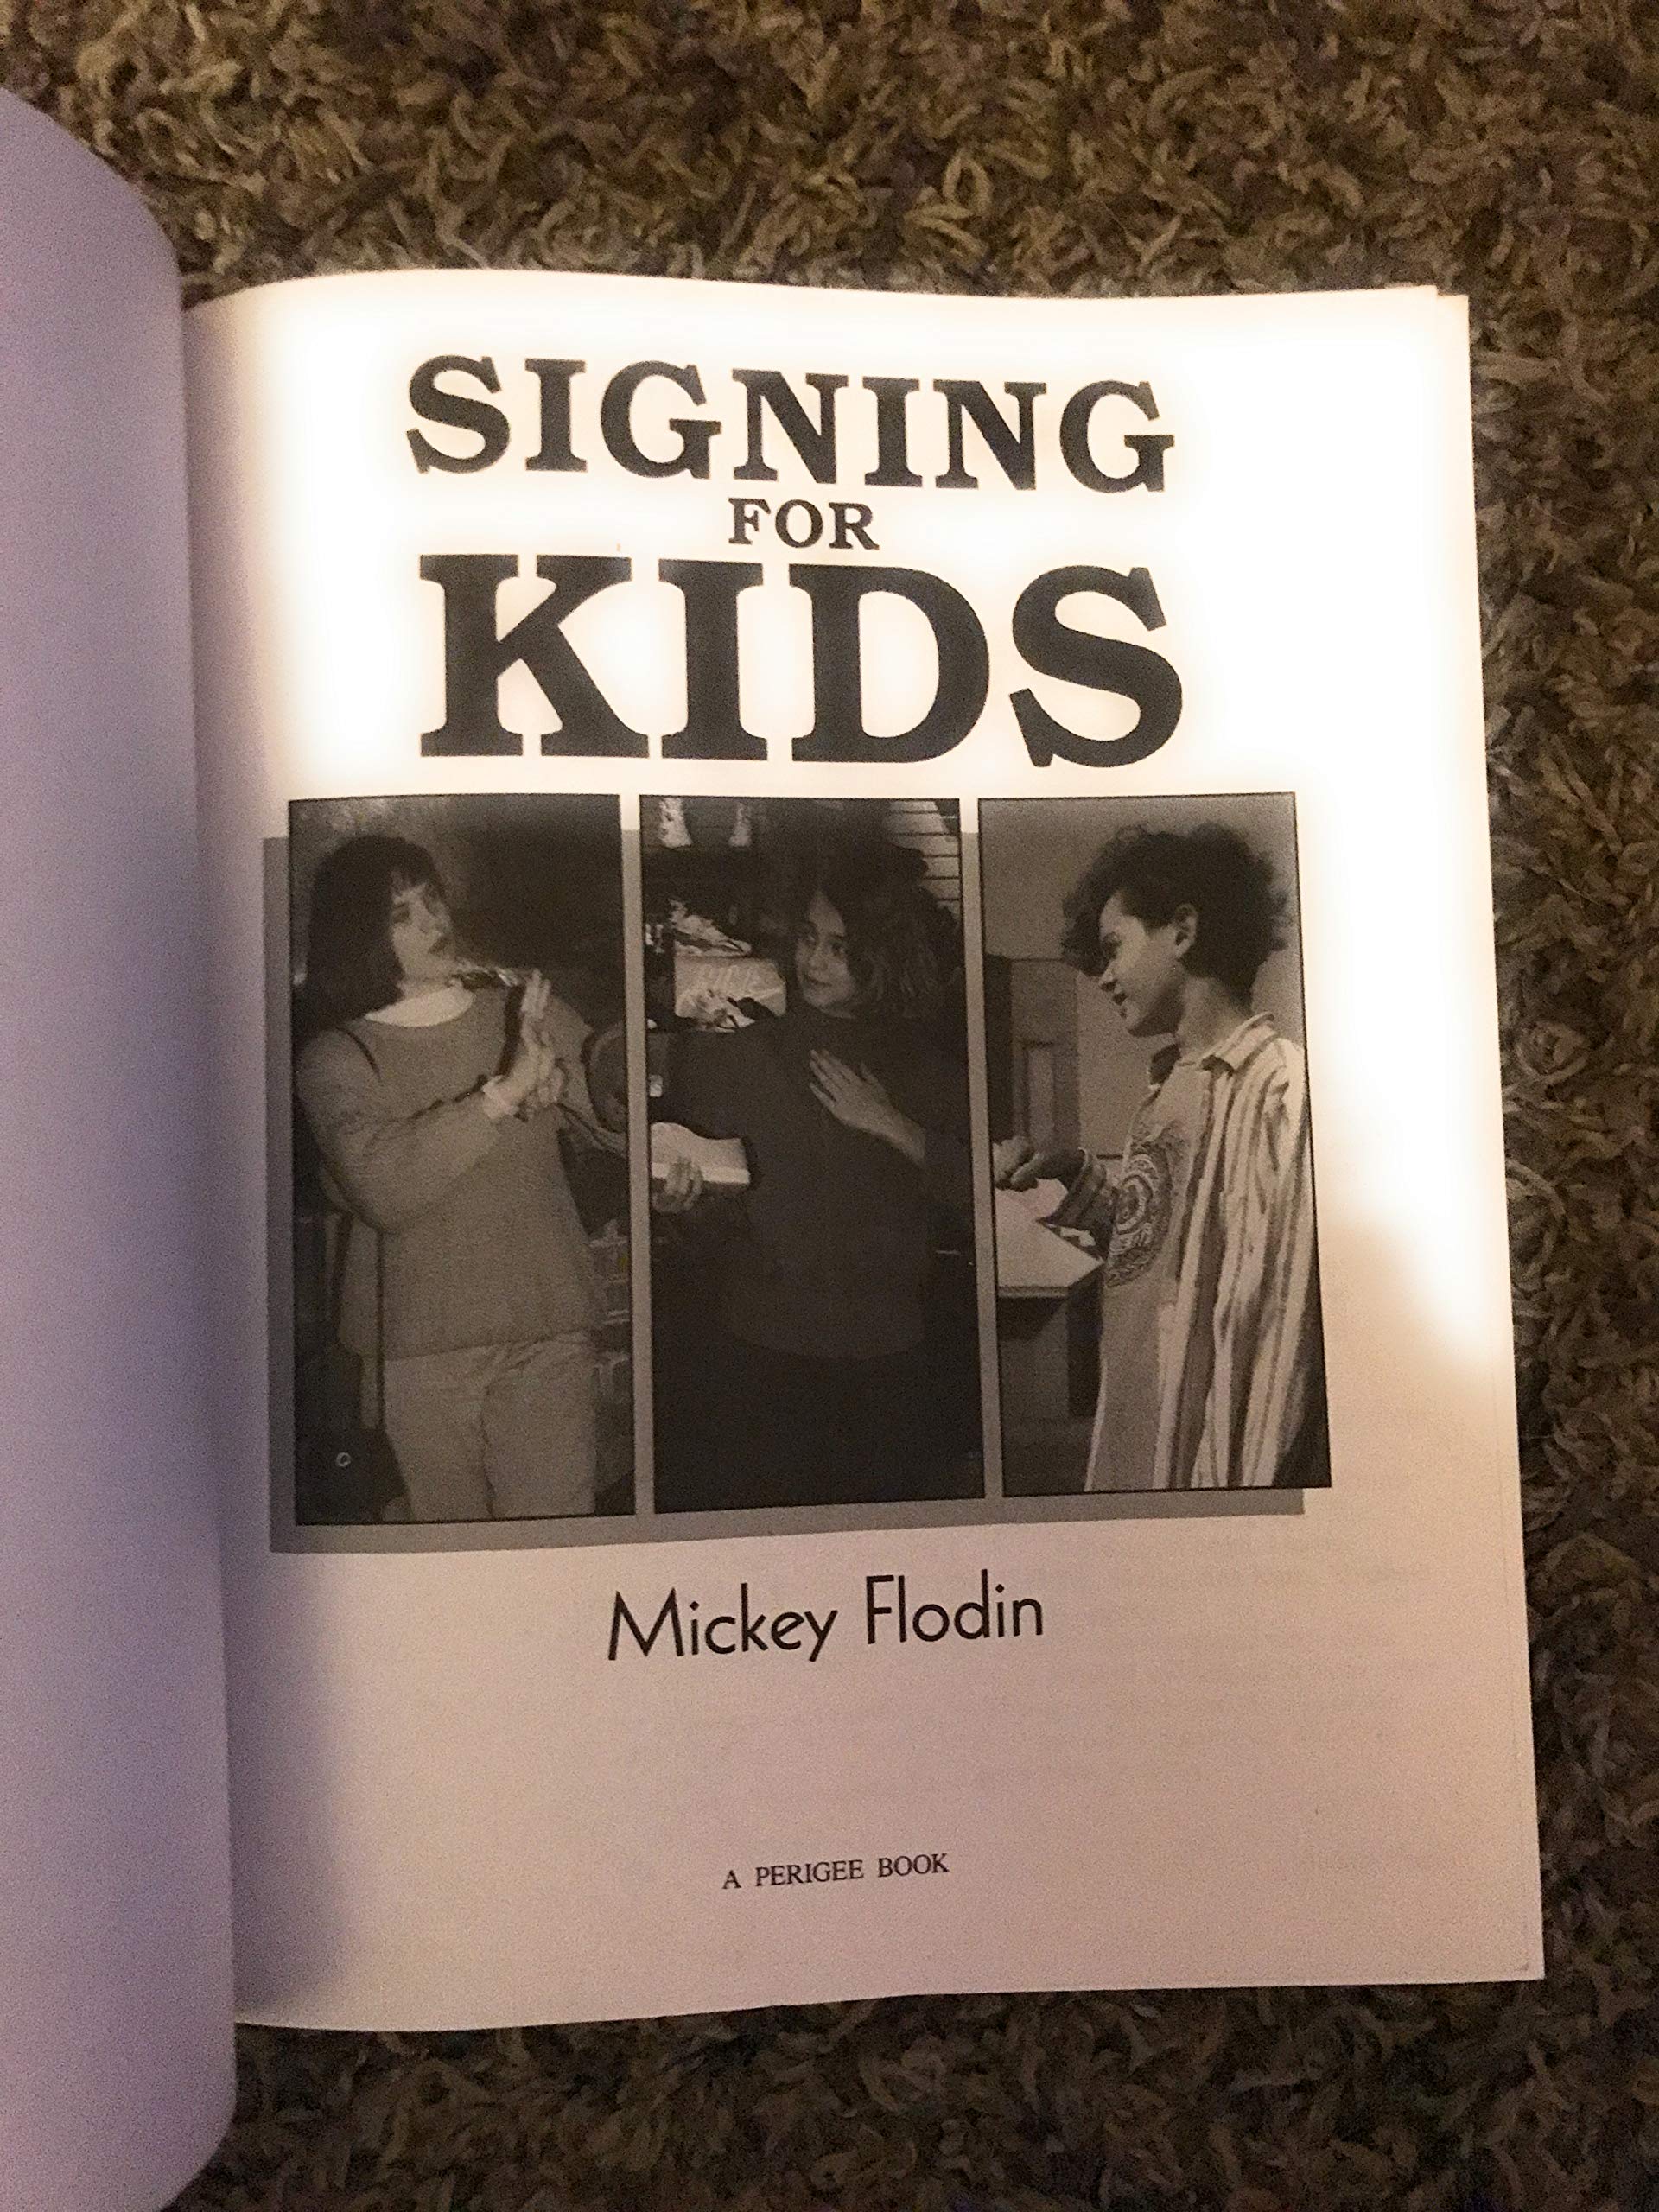 SIGNING
FOR
KIDS
Mickey Flodin
A PERIGEE BOOK